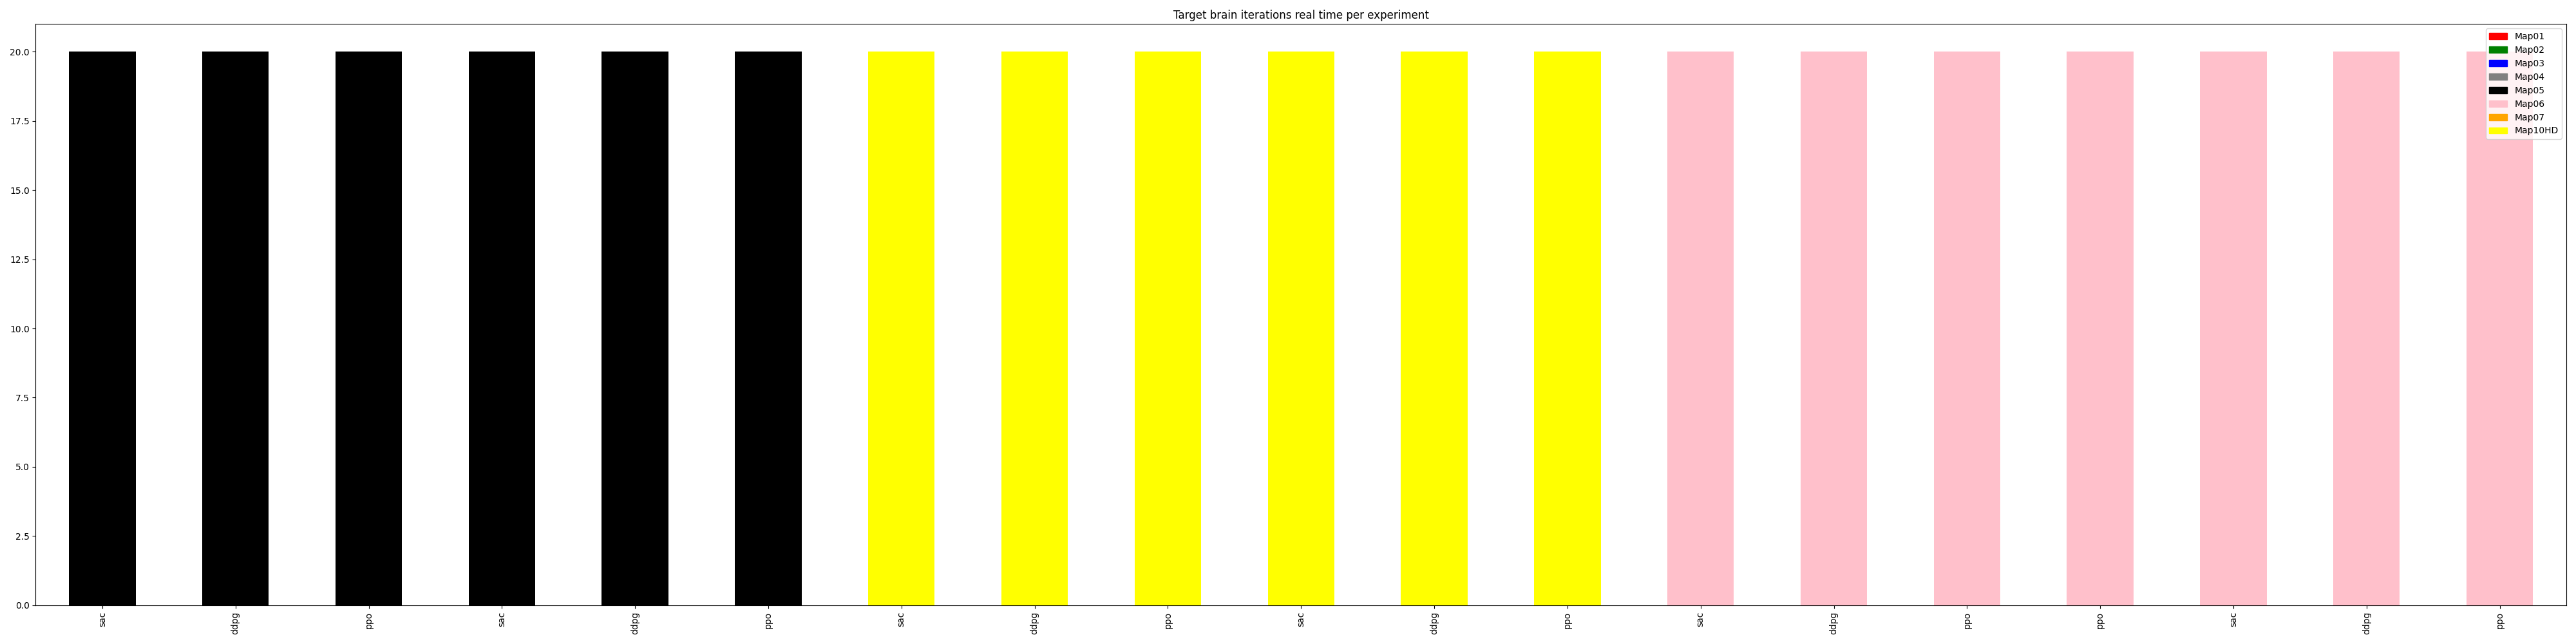 Target brain iterations real time per experiment
20.0
17.5
15.0
12.5
10.0
7.5
5.0
2.5
0.0
Map01
Map02
Map03
Map04
Map05
Map06
Map07
Map10HD
sac
ddpg
ppo
sac
ddpg
ppo
sac
ddpg
ppo
sac
ddpg
ppo
sac
ddpg
ppo
ppo
sac
ddpg
ppo